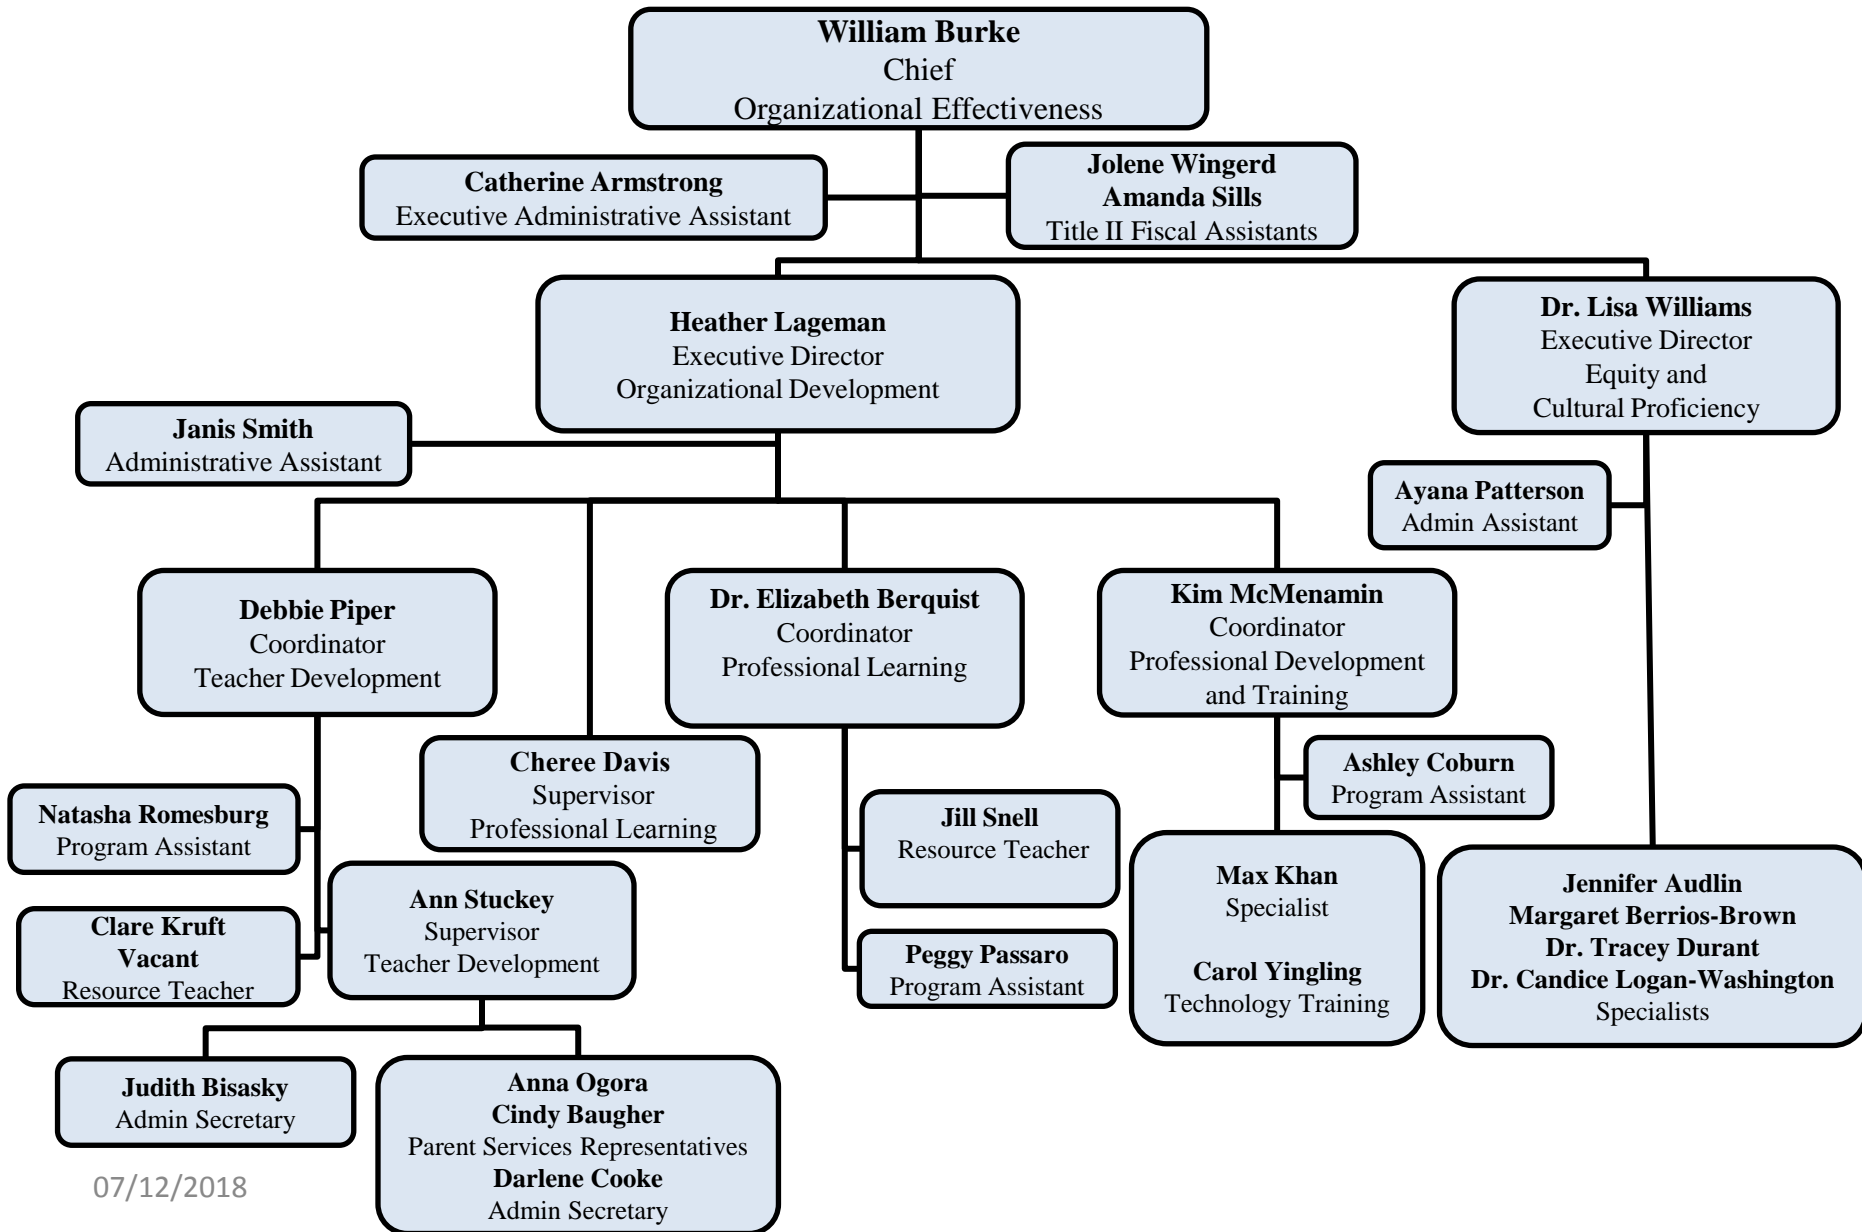 William Burke
Chief
Organizational Effectiveness
Catherine Armstrong
Executive Administrative Assistant
Jolene Wingerd
Amanda Sills
Title II Fiscal Assistants
Heather Lageman
Executive Director
Organizational Development
Dr. Lisa Williams
Executive Director
Equity and
Cultural Proficiency
Janis Smith
Administrative Assistant
Ayana Patterson
Admin Assistant
Debbie Piper
Coordinator
Teacher Development
Dr. Elizabeth Berquist
Coordinator
Professional Learning
Kim McMenamin
Coordinator
Professional Development
and Training
Cheree Davis
Supervisor
Professional Learning
Ashley Coburn
Program Assistant
Natasha Romesburg
Program Assistant
Jill Snell
Resource Teacher
Max Khan
Specialist
Carol Yingling
Technology Training
Jennifer Audlin
Margaret Berrios-Brown
Dr. Tracey Durant
Dr. Candice Logan-Washington
Specialists
Clare Kruft
Vacant
Resource Teacher
Ann Stuckey
Supervisor
Teacher Development
Peggy Passaro
Program Assistant
Judith Bisasky
Admin Secretary
Anna Ogora
Cindy Baugher
Parent Services Representatives
Darlene Cooke
Admin Secretary
07/12/2018